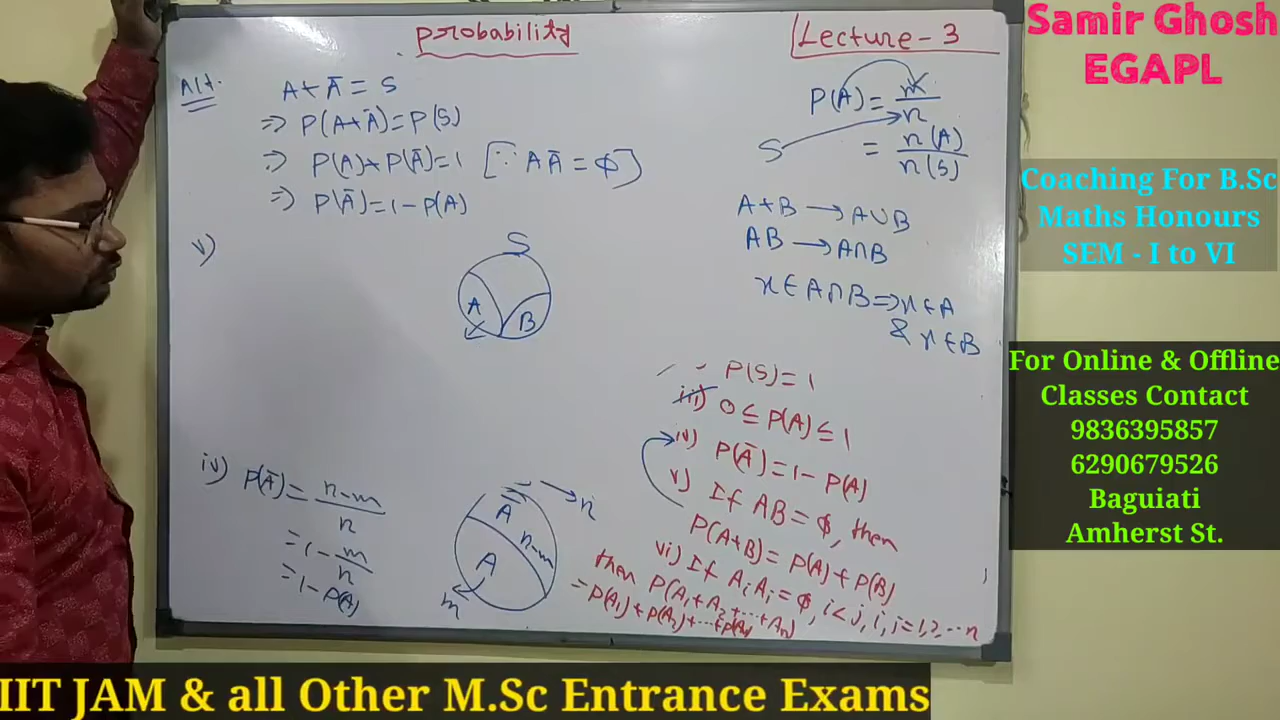 probability
Lecture - 3
Alt.
A + Ā = S
⇒ P(A+Ā) = P(S)
⇒ P(A) + P(Ā) = 1 [∵ AĀ = ϕ]
⇒ P(Ā) = 1 - P(A)
v)
S
A
B
iv) P(Ā) = n-m/n
= 1 - m/n
= 1 - P(A)
Ā
n
n-m
A
m
P(A) = /n
S
= n(A)/n(S)
A+B → A∪B
AB → A∩B
x ∈ A∩B ⇒ x ∈ A
& x ∈ B
P(S) = 1
iii) 0 ≤ P(A) ≤ 1
iv) P(Ā) = 1 - P(A)
v) If AB = ϕ, then
P(A+B) = P(A) + P(B)
vi) If AᵢAⱼ = ϕ, i < j, i, j = 1, 2, ... n
then P(A₁ + A₂ + ... + Aₙ)
= P(A₁) + P(A₂) + ... + P(Aₙ)
Samir Ghosh
EGAPL
Coaching For B.Sc
Maths Honours
SEM - I to VI
For Online & Offline
Classes Contact
9836395857
6290679526
Baguiati
Amherst St.
IIT JAM & all Other M.Sc Entrance Exams